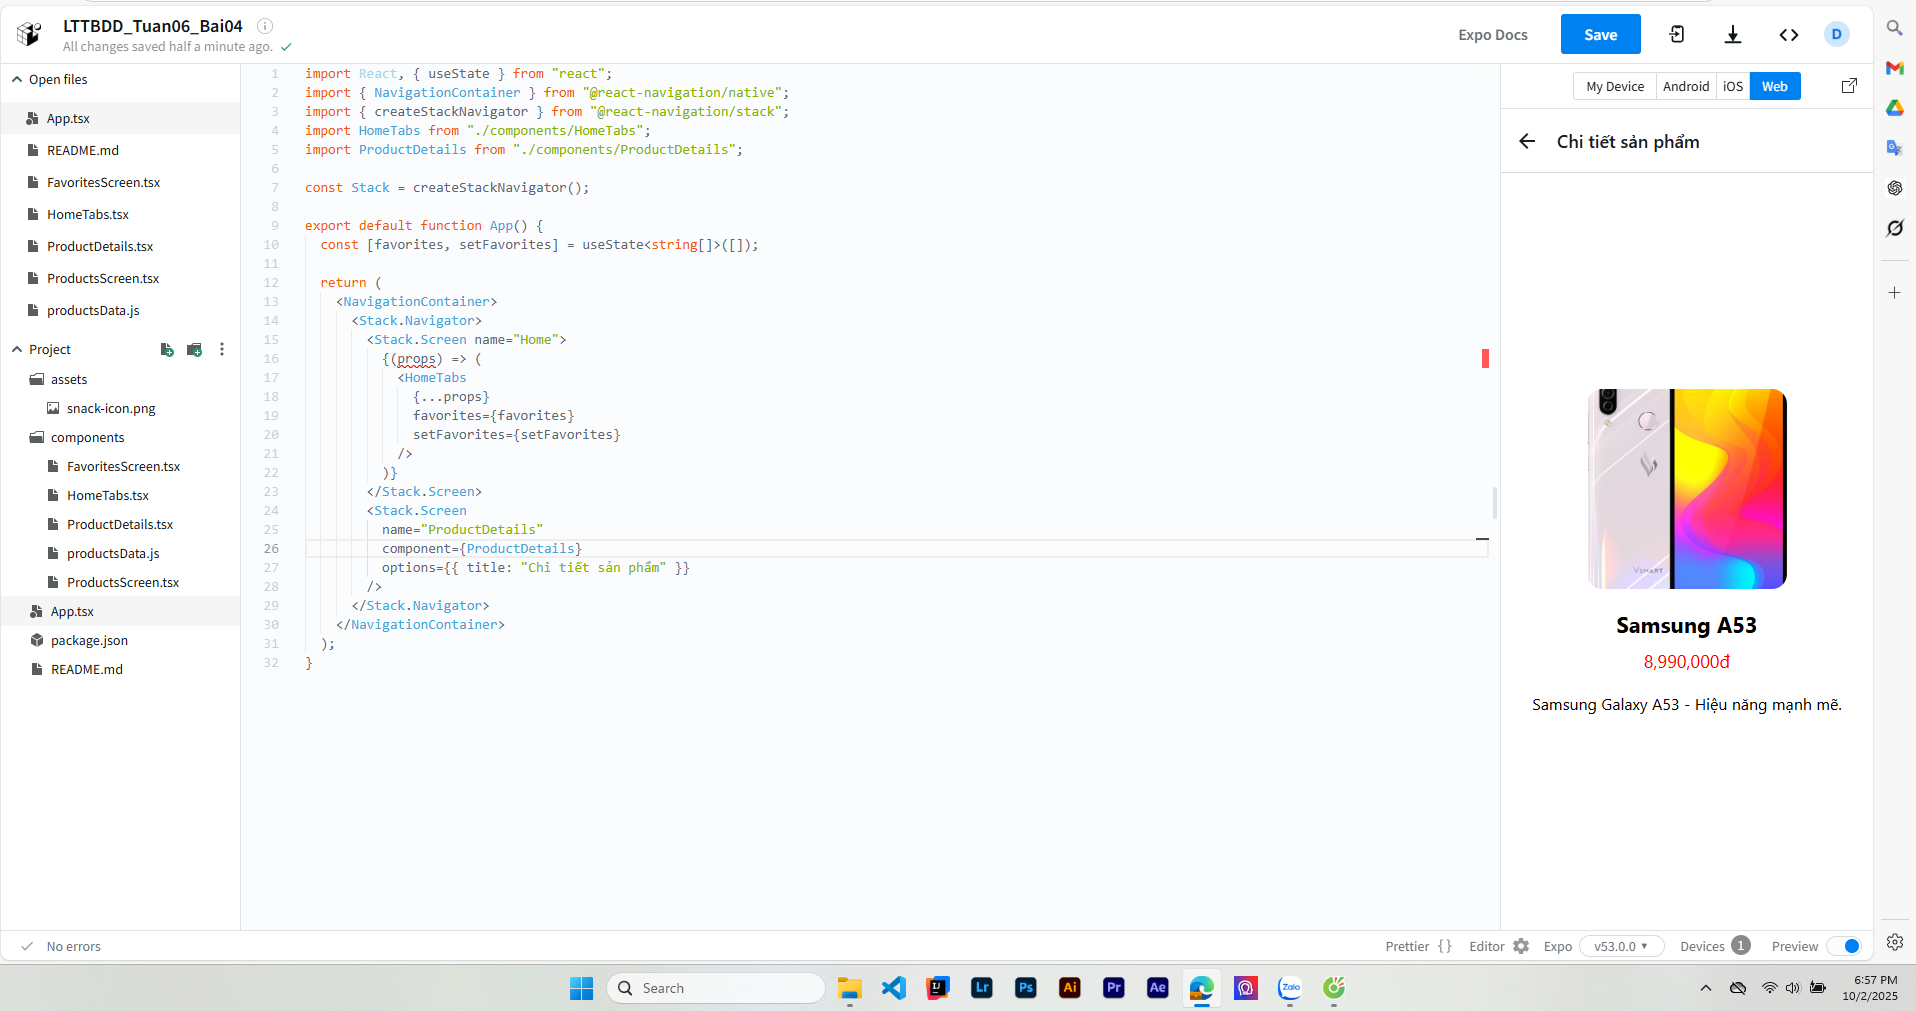 LTTBDD_Tuan06_Bai04
All changes saved half a minute ago.
Expo Docs
Save
D
Open files
App.tsx
README.md
FavoritesScreen.tsx
HomeTabs.tsx
ProductDetails.tsx
ProductsScreen.tsx
productsData.js
Project
assets
snack-icon.png
components
FavoritesScreen.tsx
HomeTabs.tsx
ProductDetails.tsx
productsData.js
ProductsScreen.tsx
App.tsx
package.json
README.md
1 import React, { useState } from "react";
2 import { NavigationContainer } from "@react-navigation/native";
3 import { createStackNavigator } from "@react-navigation/stack";
4 import HomeTabs from "./components/HomeTabs";
5 import ProductDetails from "./components/ProductDetails";
6
7 const Stack = createStackNavigator();
8
9 export default function App() {
10 const [favorites, setFavorites] = useState<string[]>([]);
11
12 return (
13 <NavigationContainer>
14 <Stack.Navigator>
15 <Stack.Screen name="Home">
16 {(props) => (
17 <HomeTabs
18 {...props}
19 favorites={favorites}
20 setFavorites={setFavorites}
21 />
22 )}
23 </Stack.Screen>
24 <Stack.Screen
25 name="ProductDetails"
26 component={ProductDetails}
27 options={{ title: "Chi tiết sản phẩm" }}
28 />
29 </Stack.Navigator>
30 </NavigationContainer>
31 );
32 }
My Device Android iOS Web
Chi tiết sản phẩm
VSMART
Samsung A53
8,990,000đ
Samsung Galaxy A53 - Hiệu năng mạnh mẽ.
No errors
Prettier { } Editor Expo v53.0.0 Devices 1 Preview
Search
Lr
Ps
Ai
Pr
Ae
Zalo
6:57 PM
10/2/2025